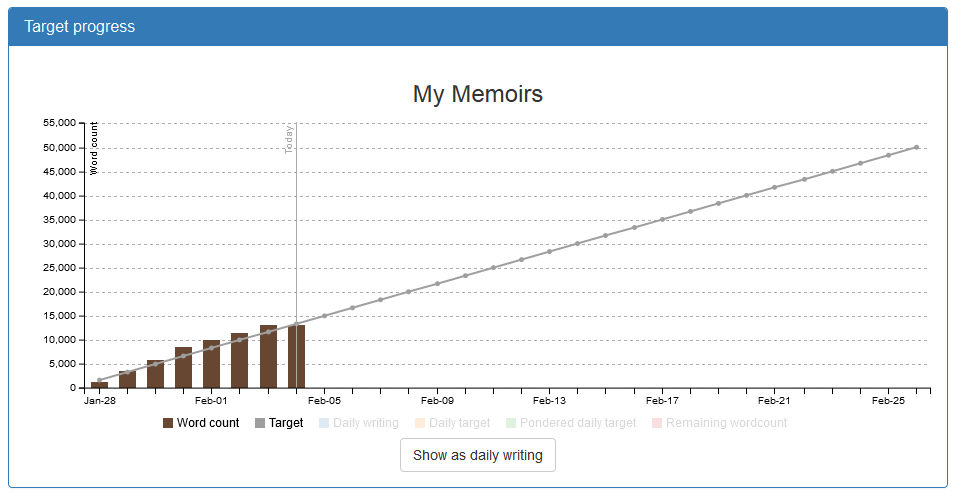 Target progress
My Memoirs
55,000
50,000
45,000
40,000
35,000
30,000
25,000
20,000
15,000
10,000
5,000
0
Word count
Today
Jan-28 Feb-01 Feb-05 Feb-09 Feb-13 Feb-17 Feb-21 Feb-25
Word count Target Daily writing Daily target Pondered daily target Remaining wordcount
Show as daily writing